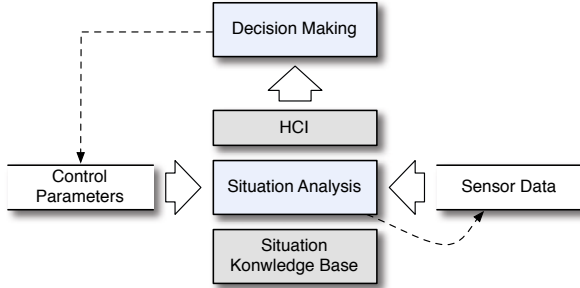 Decision Making
HCI
Control
Parameters
Situation Analysis
Sensor Data
Situation
Konwledge Base